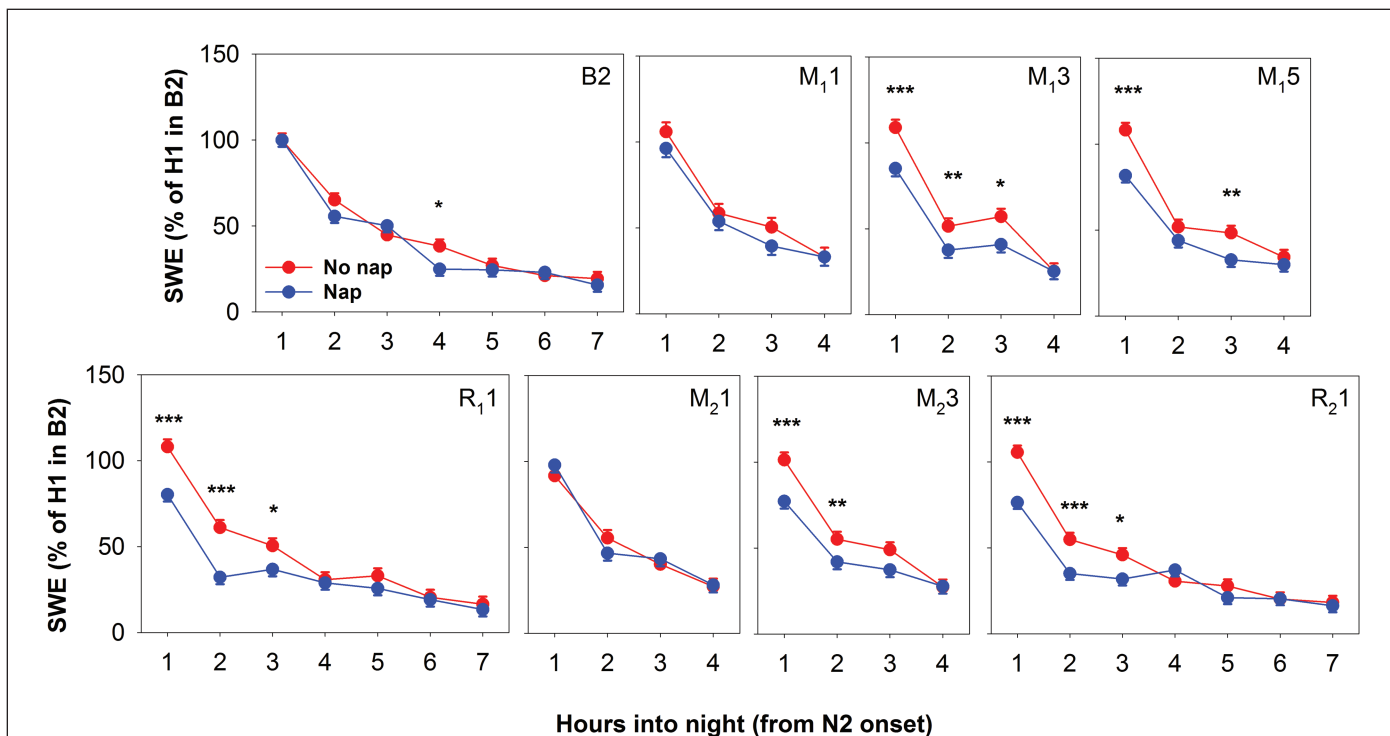 SWE (% of H1 in B2)
150
100
50
0
B2
*
No nap
Nap
1 2 3 4 5 6 7
M₁1
1 2 3 4
M₁3
***
**
*
1 2 3 4
M₁5
***
**
1 2 3 4
SWE (% of H1 in B2)
150
100
50
0
R₁1
***
***
*
1 2 3 4 5 6 7
M₂1
1 2 3 4
M₂3
***
**
1 2 3 4
R₂1
***
***
*
1 2 3 4 5 6 7
Hours into night (from N2 onset)